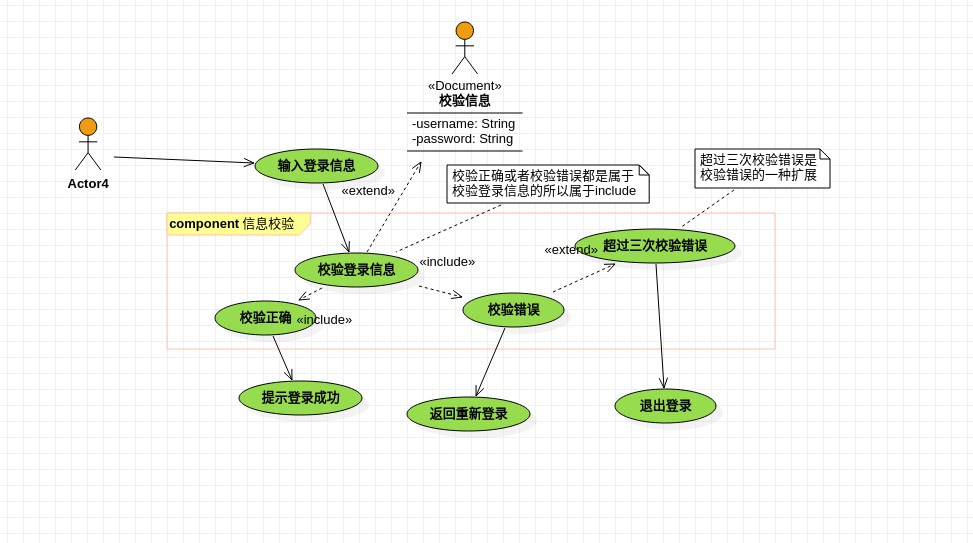 «Document»
校验信息
-username: String
-password: String
Actor4
输入登录信息
«extend»
校验正确或者校验错误都是属于
校验登录信息的所以属于include
超过三次校验错误是
校验错误的一种扩展
component 信息校验
校验登录信息
«include»
«extend»
超过三次校验错误
校验正确
«include»
校验错误
提示登录成功
返回重新登录
退出登录